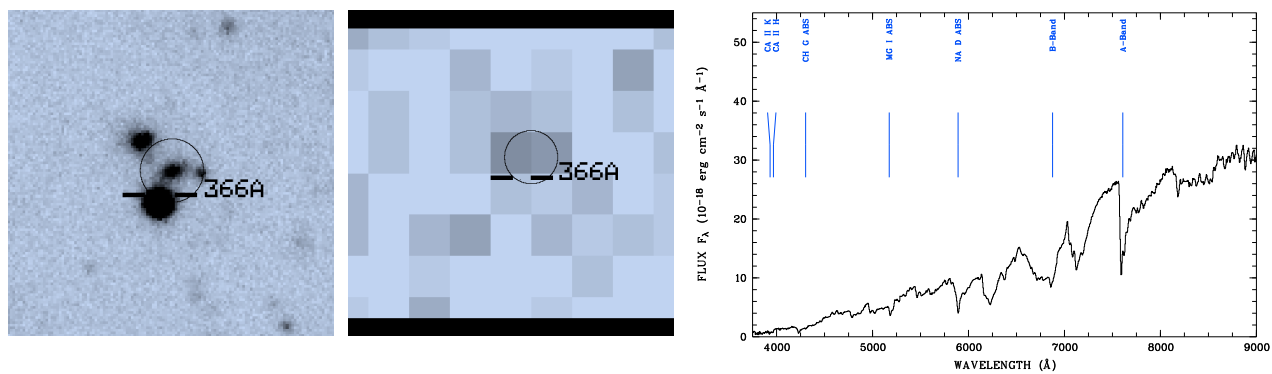 366A
366A
CA II K
CA II H
CH G ABS
MG I ABS
NA D ABS
B-Band
A-Band
FLUX Fλ (10⁻¹⁸ erg cm⁻² s⁻¹ Å⁻¹)
50
40
30
20
10
0
4000 5000 6000 7000 8000 9000
WAVELENGTH (Å)